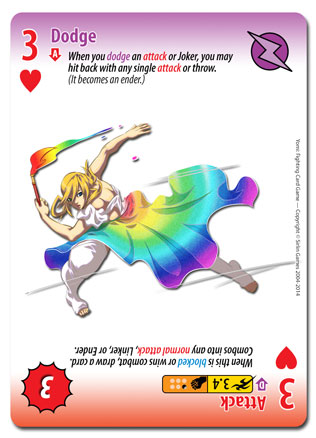 3 Dodge
When you dodge an attack or Joker, you may
hit back with any single attack or throw.
(It becomes an ender.)
Yomi: Fighting Card Game — Copyright © Sirlin Games 2004-2014
3 Attack
3.4
3
When this is blocked or wins combat, draw a card.
Combos into any normal attack, Linker, or Ender.